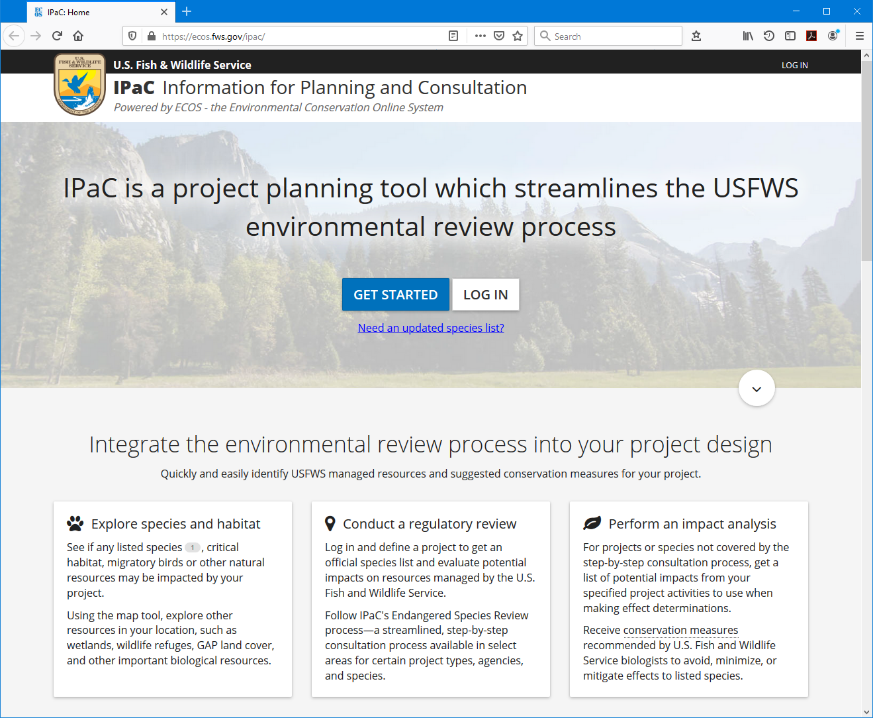 IPaC: Home
https://ecos.fws.gov/ipac/
Search
U.S.
FISH & WILDLIFE
SERVICE
U.S. Fish & Wildlife Service
LOG IN
IPaC Information for Planning and Consultation
Powered by ECOS - the Environmental Conservation Online System
IPaC is a project planning tool which streamlines the USFWS
environmental review process
GET STARTED
LOG IN
Need an updated species list?
Integrate the environmental review process into your project design
Quickly and easily identify USFWS managed resources and suggested conservation measures for your project.
Explore species and habitat
See if any listed species 1 , critical
habitat, migratory birds or other natural
resources may be impacted by your
project.
Using the map tool, explore other
resources in your location, such as
wetlands, wildlife refuges, GAP land cover,
and other important biological resources.
Conduct a regulatory review
Log in and define a project to get an
official species list and evaluate potential
impacts on resources managed by the U.S.
Fish and Wildlife Service.
Follow IPaC's Endangered Species Review
process—a streamlined, step-by-step
consultation process available in select
areas for certain project types, agencies,
and species.
Perform an impact analysis
For projects or species not covered by the
step-by-step consultation process, get a
list of potential impacts from your
specified project activities to use when
making effect determinations.
Receive conservation measures
recommended by U.S. Fish and Wildlife
Service biologists to avoid, minimize, or
mitigate effects to listed species.